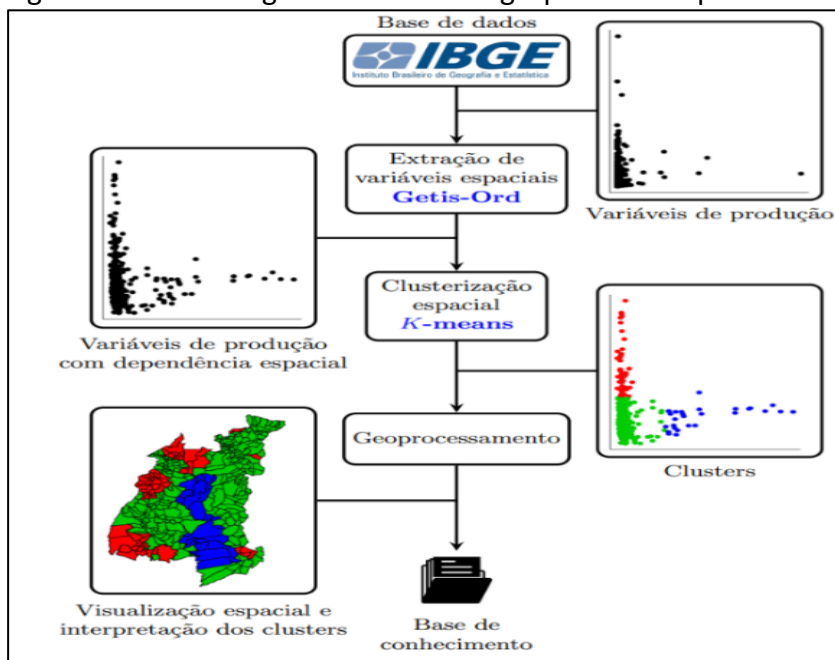 Base de dados
IBGE
Instituto Brasileiro de Geografia e Estatística
Extração de
variáveis espaciais
Getis-Ord
Variáveis de produção
Clusterização
espacial
K-means
Variáveis de produção
com dependência espacial
Geoprocessamento
Clusters
Visualização espacial e
interpretação dos clusters
Base de
conhecimento